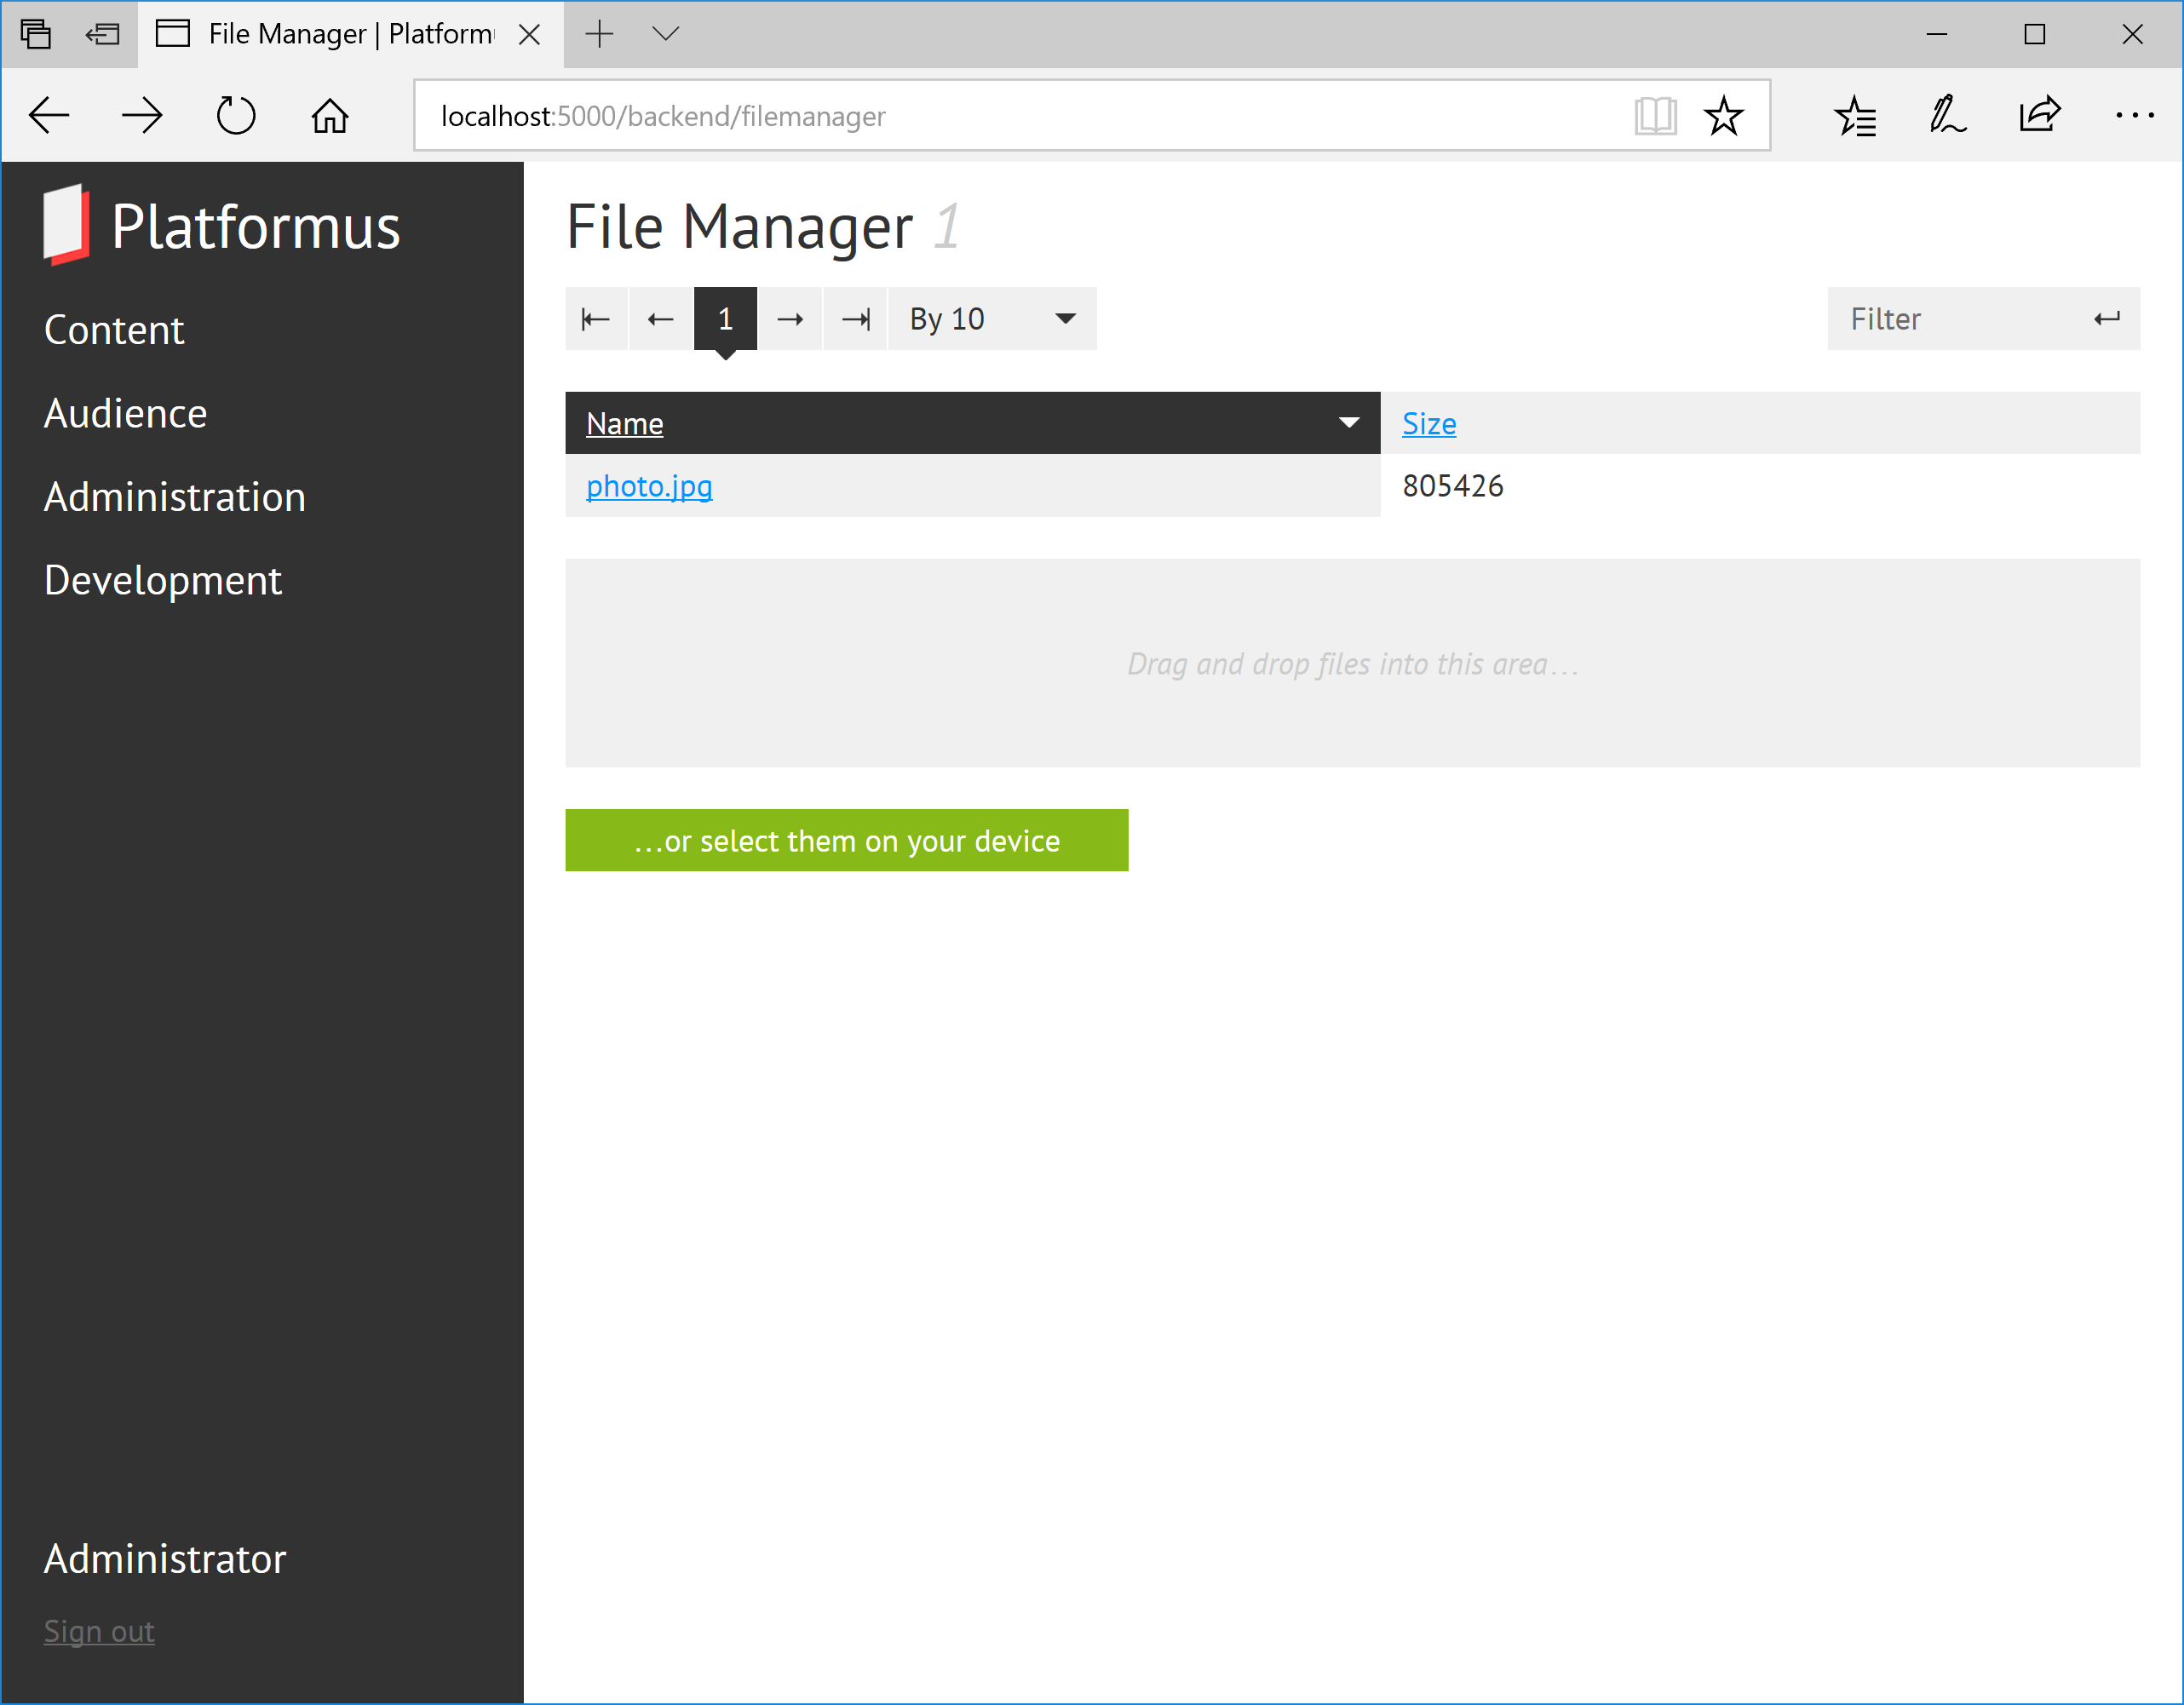 File Manager | Platform
localhost:5000/backend/filemanager
Platformus
Content
Audience
Administration
Development
Administrator
Sign out
File Manager 1
1
By 10
Filter
Name
Size
photo.jpg
805426
Drag and drop files into this area...
...or select them on your device